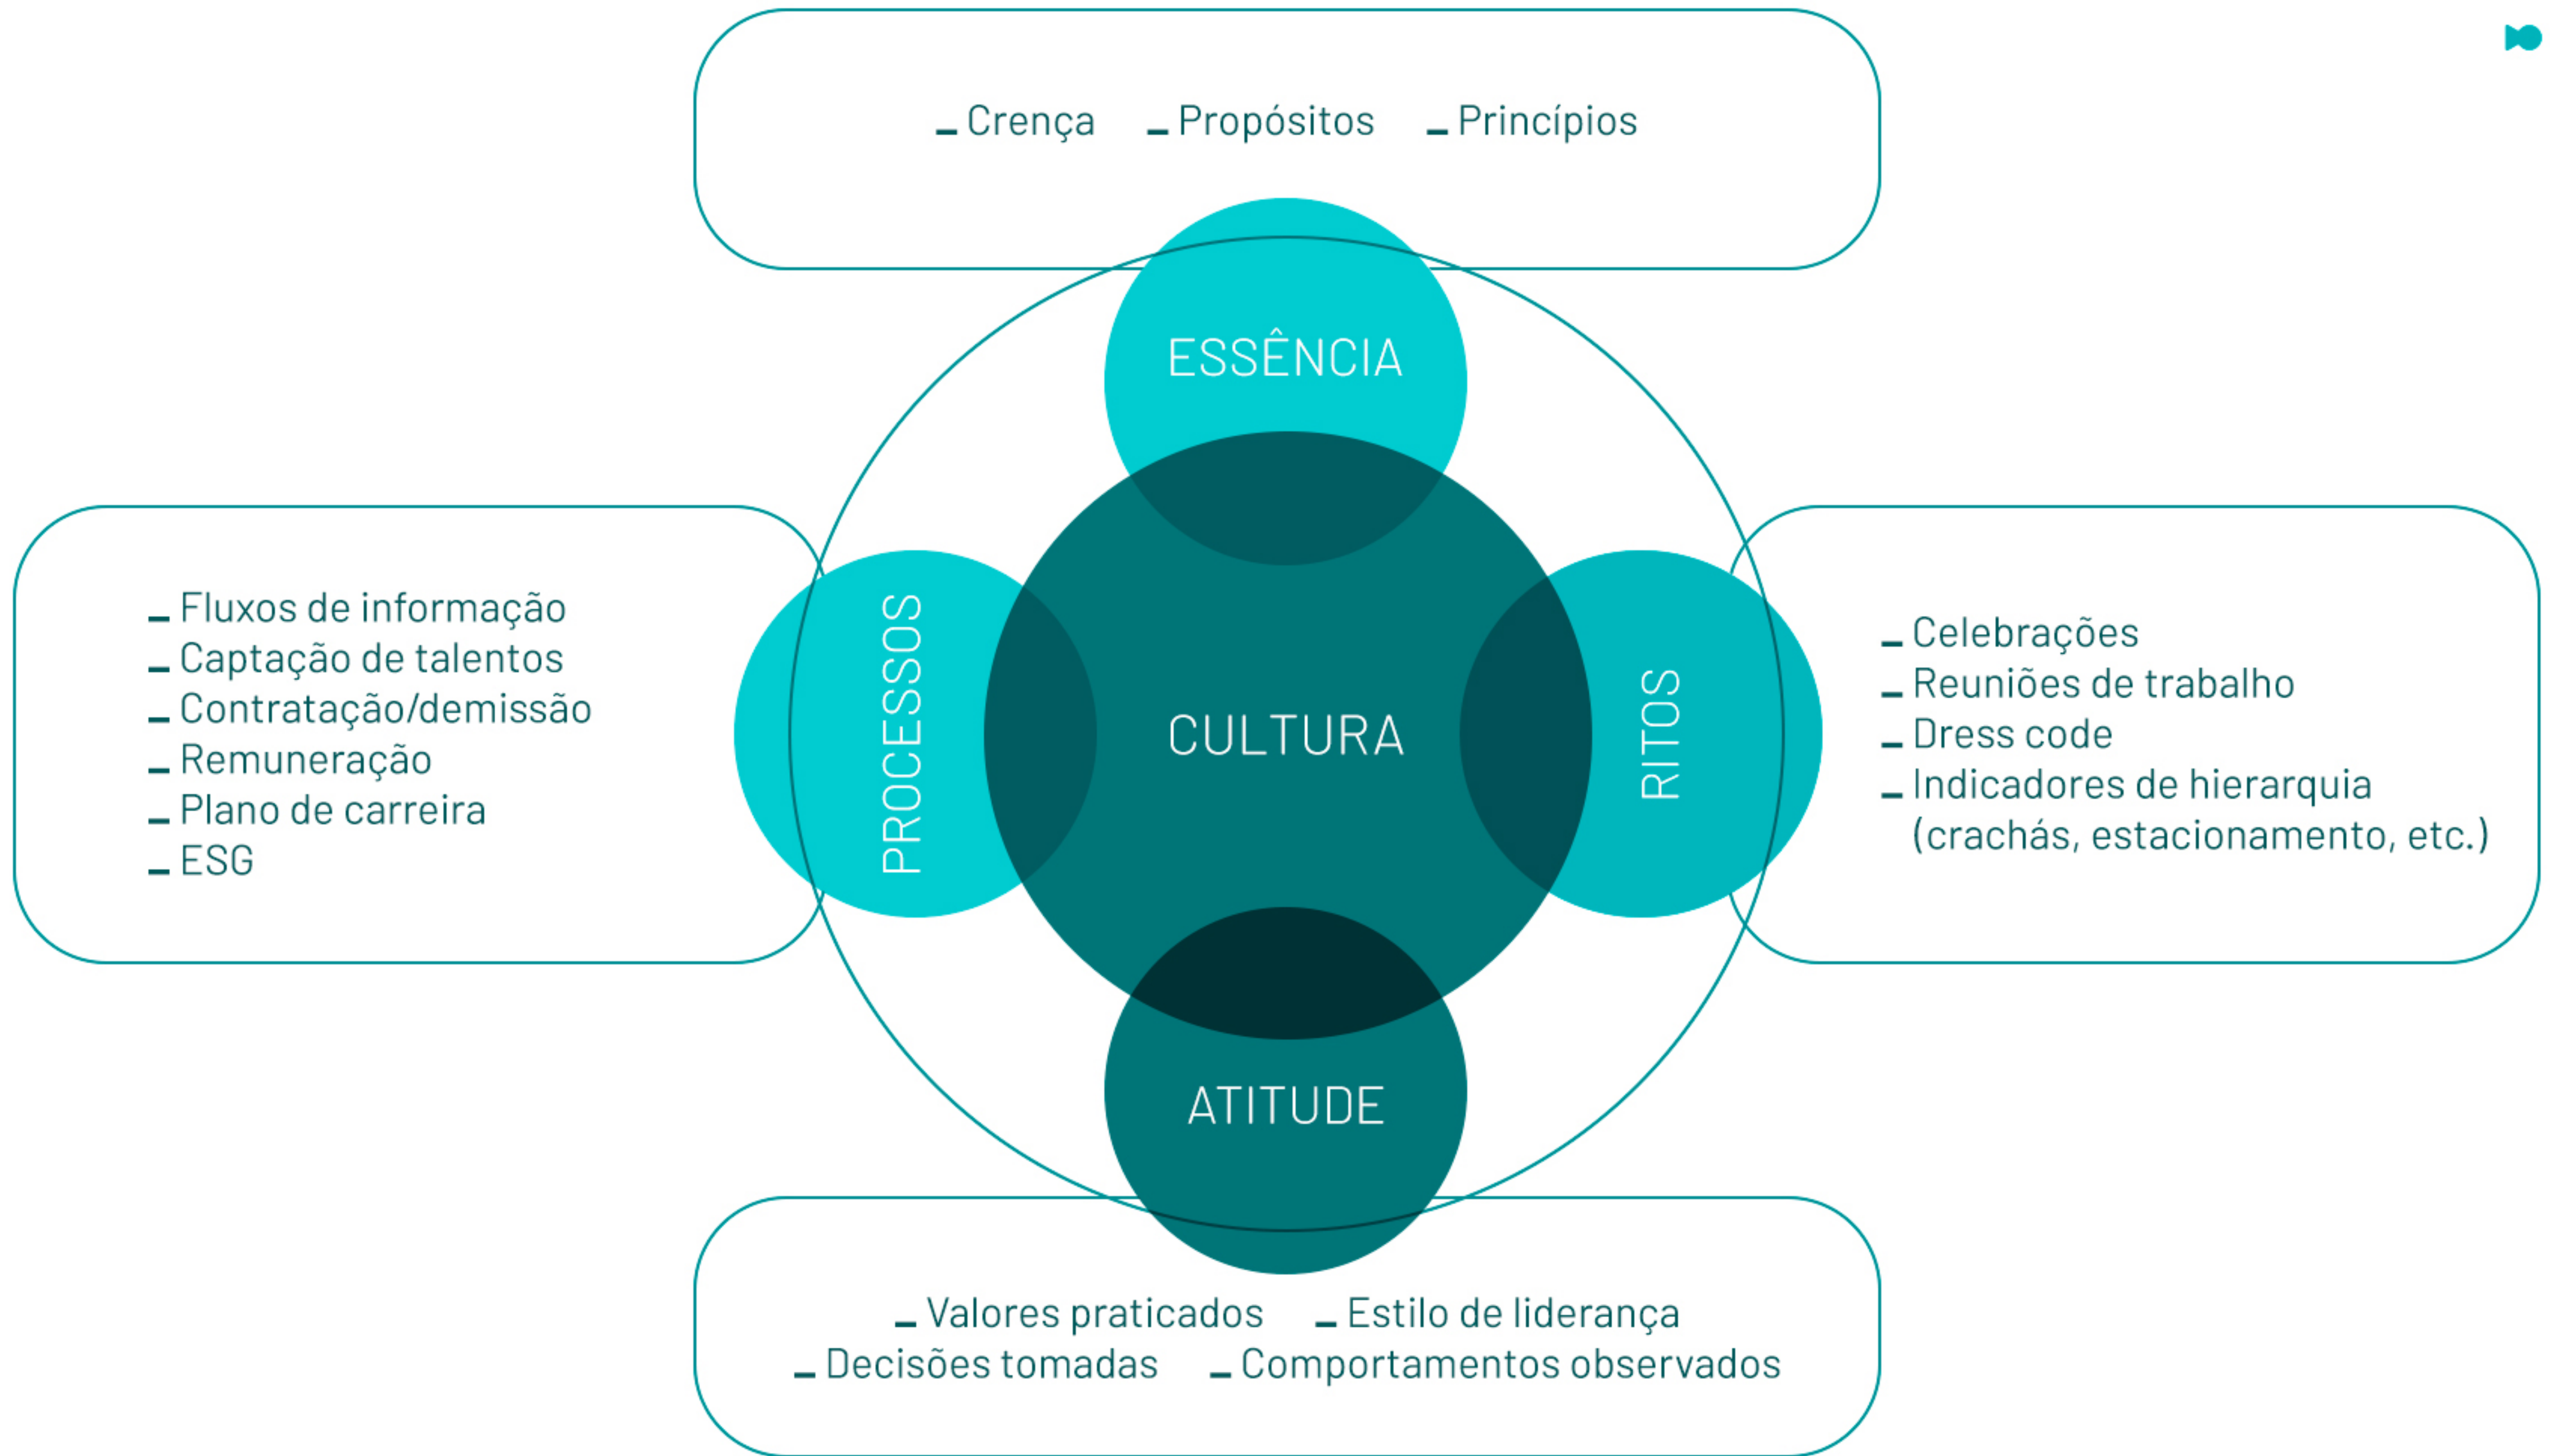 – Crença – Propósitos – Princípios
ESSÊNCIA
– Fluxos de informação
– Captação de talentos
– Contratação/demissão
– Remuneração
– Plano de carreira
– ESG
PROCESSOS
CULTURA
RITOS
– Celebrações
– Reuniões de trabalho
– Dress code
– Indicadores de hierarquia
(crachás, estacionamento, etc.)
ATITUDE
– Valores praticados – Estilo de liderança
– Decisões tomadas – Comportamentos observados